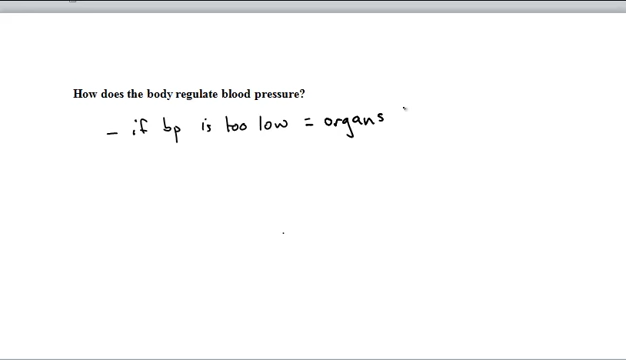 How does the body regulate blood pressure?
– if bp is too low = organs